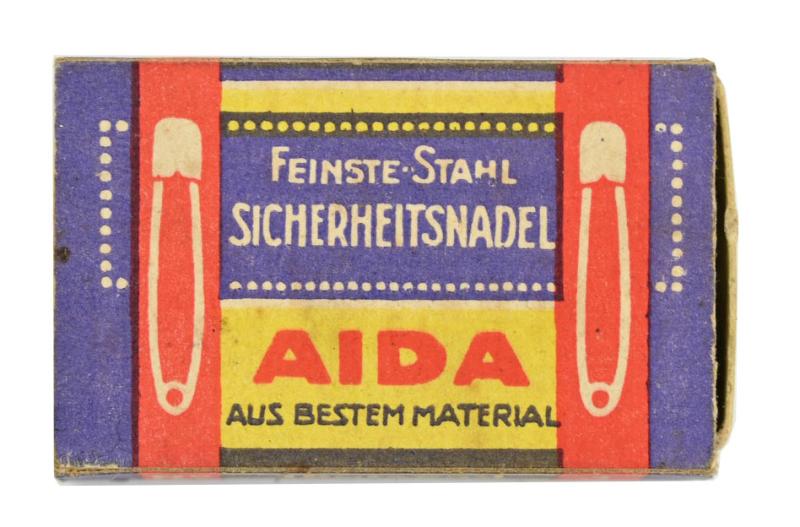 FEINSTE-STAHL
SICHERHEITSNADEL
AIDA
AUS BESTEM MATERIAL